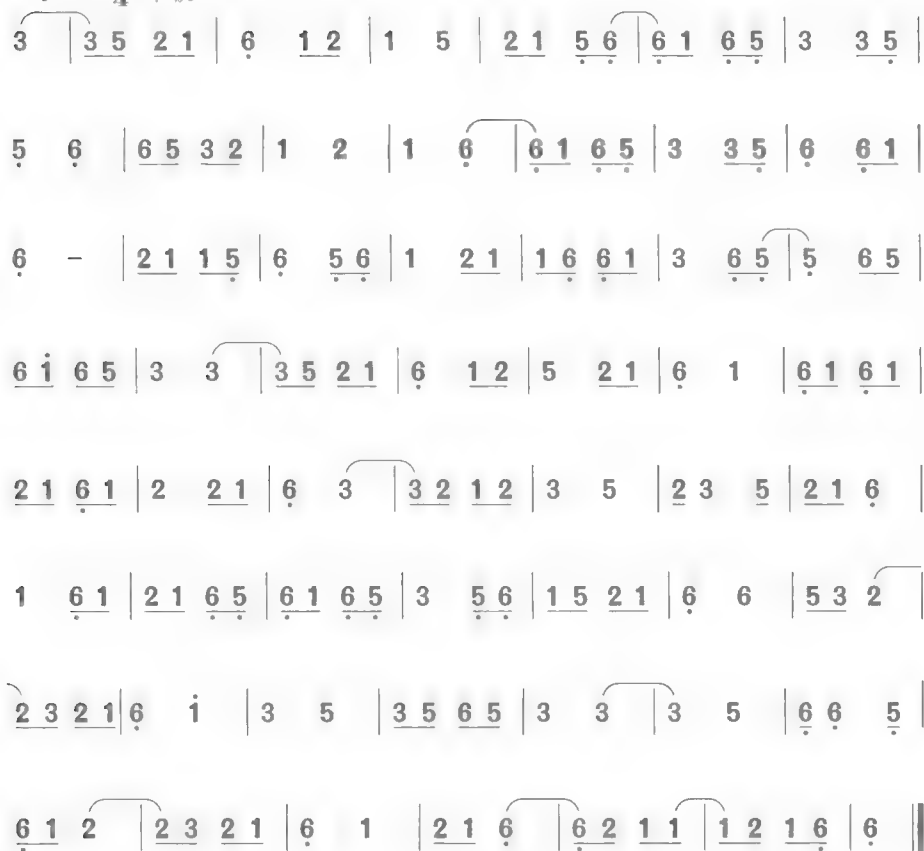 3 | 3 5 2 1 | 6̣ 1 2 | 1 5 | 2 1 5̣ 6̣ | 6̣ 1 6̣ 5̣ | 3 3 5̣ |
5̣ 6̣ | 6 5 3 2 | 1 2 | 1 6̣ | 6̣ 1 6̣ 5̣ | 3 3 5̣ | 6̣ 6̣ 1 |
6̣ – | 2 1 1 5̣ | 6̣ 5̣ 6̣ | 1 2 1 | 1 6̣ 6̣ 1 | 3 6̣ 5̣ | 5̣ 6 5 |
6 1̇ 6 5 | 3 3 | 3 5 2 1 | 6̣ 1 2 | 5 2 1 | 6̣ 1 | 6̣ 1 6̣ 1 |
2 1 6̣ 1 | 2 2 1 | 6̣ 3 | 3 2 1 2 | 3 5 | 2 3 5 | 2 1 6̣ |
1 6̣ 1 | 2 1 6̣ 5̣ | 6̣ 1 6̣ 5̣ | 3 5̣ 6̣ | 1 5 2 1 | 6̣ 6 | 5 3 2 |
2 3 2 1 | 6̣ 1̇ | 3 5 | 3 5 6 5 | 3 3 | 3 5 | 6̣ 6̣ 5̣ |
6̣ 1 2 | 2 3 2 1 | 6̣ 1 | 2 1 6̣ | 6̣ 2 1 1 | 1 2 1 6̣ | 6̣ ‖